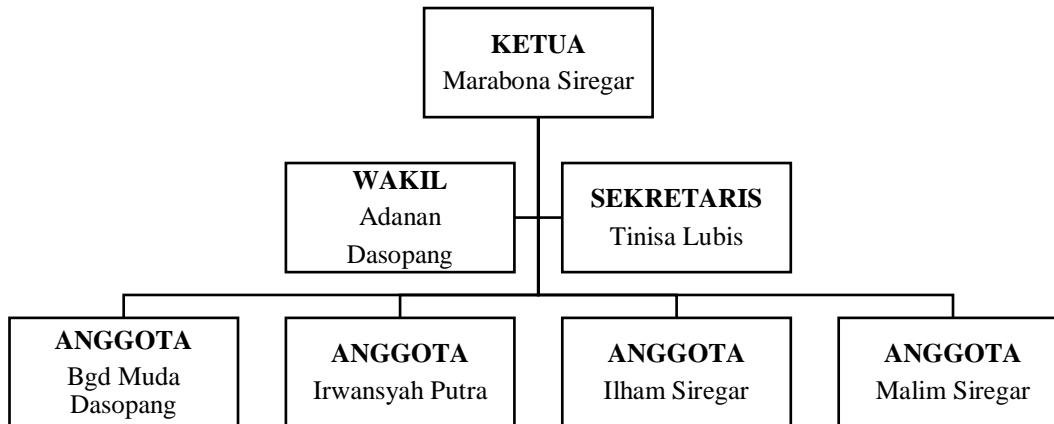 KETUA
Marabona Siregar
WAKIL
Adanan
Dasopang
SEKRETARIS
Tinisa Lubis
ANGGOTA
Bgd Muda
Dasopang
ANGGOTA
Irwansyah Putra
ANGGOTA
Ilham Siregar
ANGGOTA
Malim Siregar